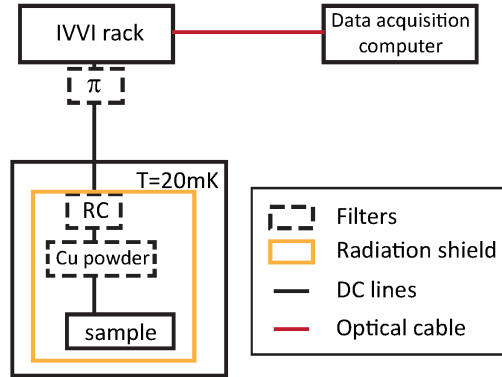 IVVI rack
Data acquisition
computer
π
T=20mK
RC
Cu powder
sample
Filters
Radiation shield
DC lines
Optical cable